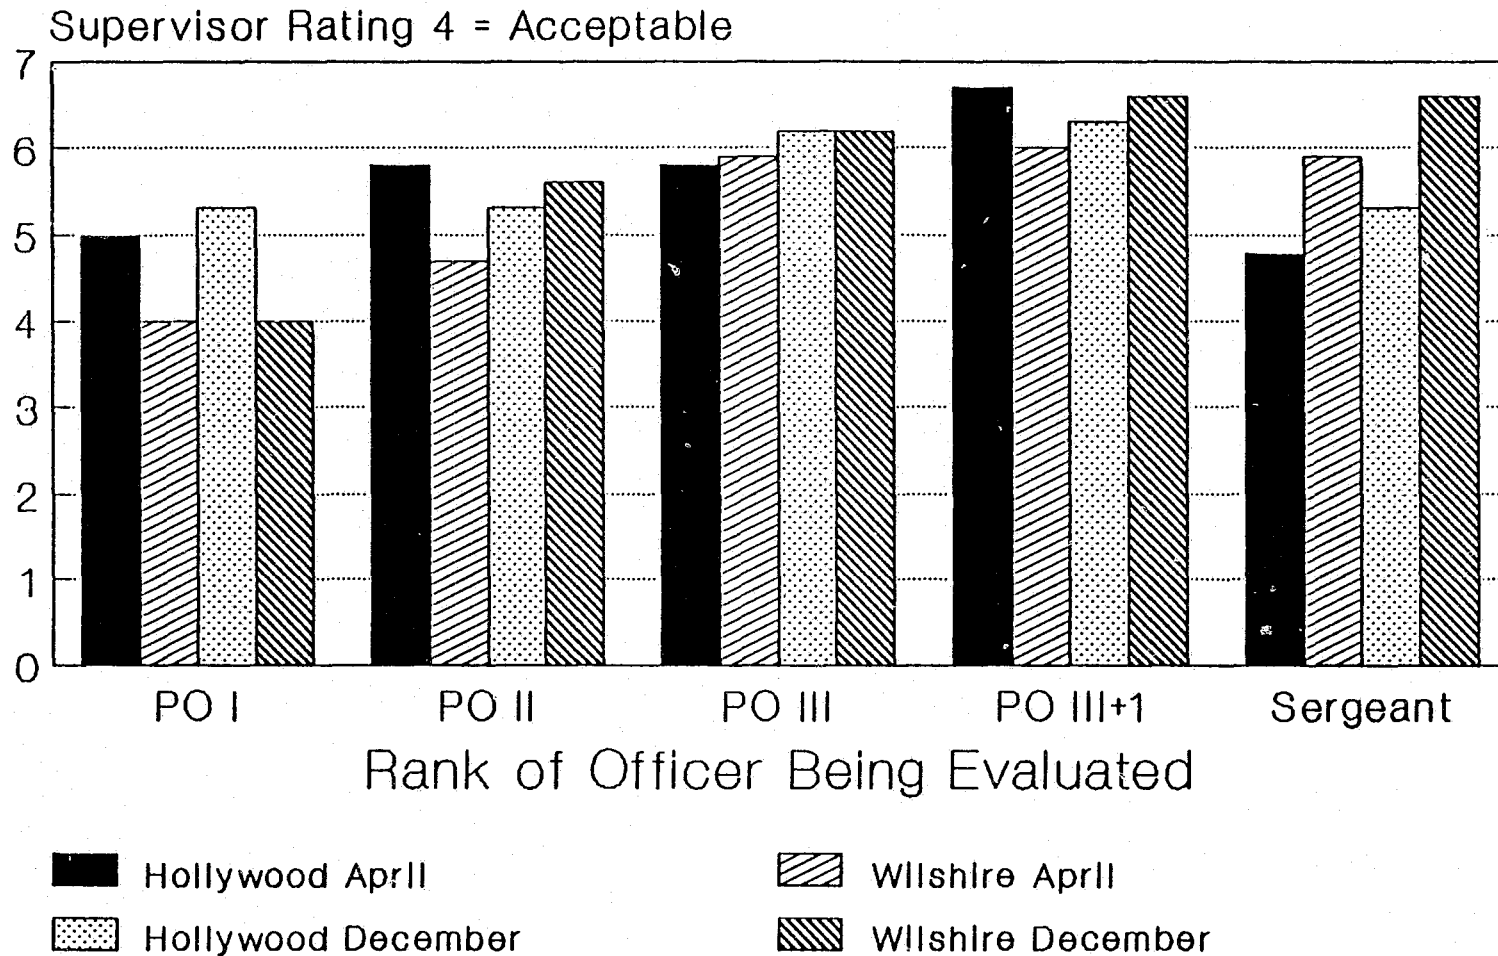 Supervisor Rating 4 = Acceptable
7
6
5
4
3
2
1
0
PO I PO II PO III PO III+1 Sergeant
Rank of Officer Being Evaluated
Hollywood April Wilshire April
Hollywood December Wilshire December